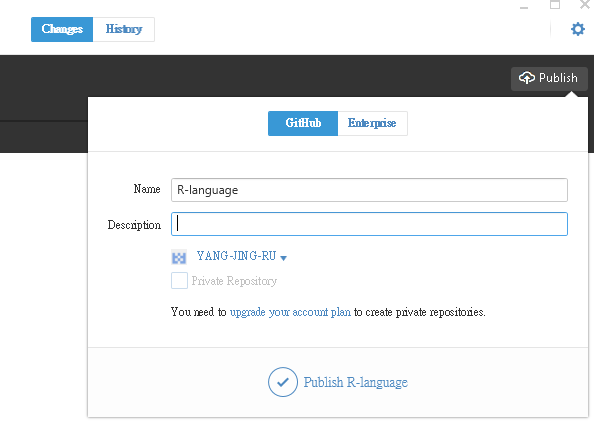 Changes History
Publish
GitHub Enterprise
Name R-language
Description
YANG-JING-RU
Private Repository
You need to upgrade your account plan to create private repositories.
Publish R-language